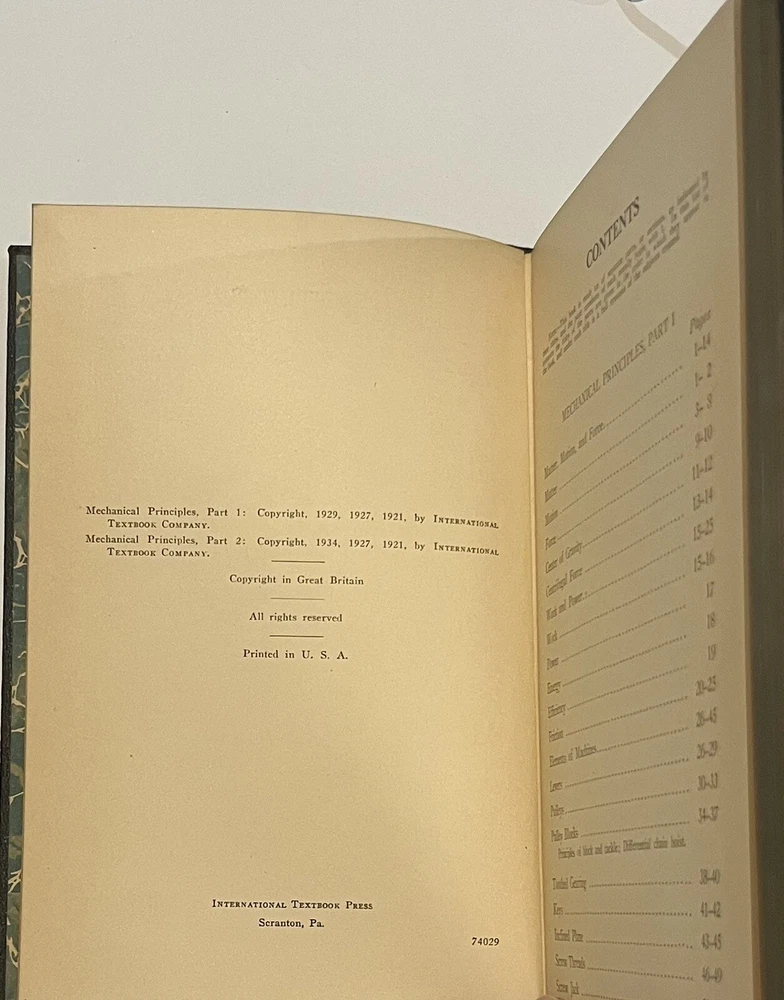 Mechanical Principles, Part 1: Copyright, 1929, 1927, 1921, by INTERNATIONAL
TEXTBOOK COMPANY.
Mechanical Principles, Part 2: Copyright, 1934, 1927, 1921, by INTERNATIONAL
TEXTBOOK COMPANY.
Copyright in Great Britain
All rights reserved
Printed in U. S. A.
INTERNATIONAL TEXTBOOK PRESS
Scranton, Pa.
74029
CONTENTS
MECHANICAL PRINCIPLES, PART 1
Pages
Matter, Motion, and Force 1-14
Matter 1- 2
Motion 3- 8
Force 9-10
Center of Gravity 11-12
Centrifugal Force 13-14
Work and Power 15-25
Work 15-16
Power 17
Energy 18
Efficiency 19
Friction 20-25
Elements of Machines 26-45
Levers 26-29
Pulleys 30-33
Pulley Blocks 34-37
Principles of block and tackle; Differential chain hoist.
Toothed Gearing 38-40
Keys 41-42
Inclined Plane 43-45
Screw Threads 46-49
Screw Jack